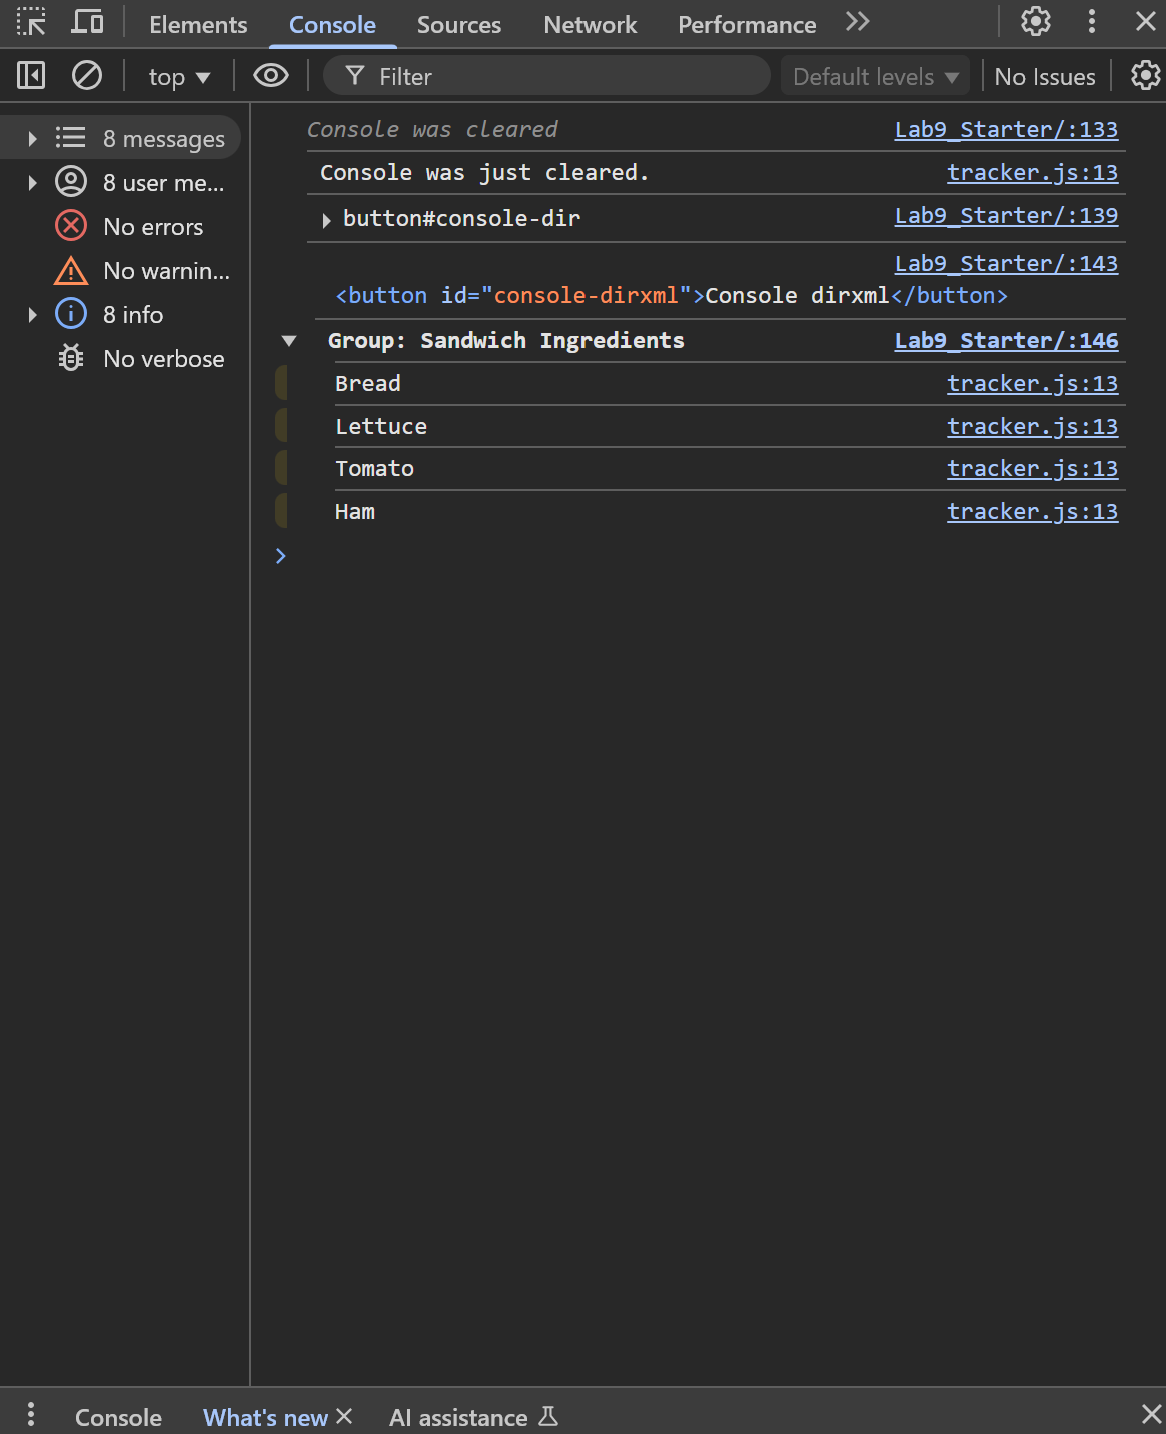 Elements Console Sources Network Performance
top Filter Default levels No Issues
8 messages
8 user me...
No errors
No warnin...
8 info
No verbose
Console was cleared Lab9_Starter/:133
Console was just cleared. tracker.js:13
button#console-dir Lab9_Starter/:139
Lab9_Starter/:143
<button id="console-dirxml">Console dirxml</button>
Group: Sandwich Ingredients Lab9_Starter/:146
Bread tracker.js:13
Lettuce tracker.js:13
Tomato tracker.js:13
Ham tracker.js:13
Console What's new AI assistance